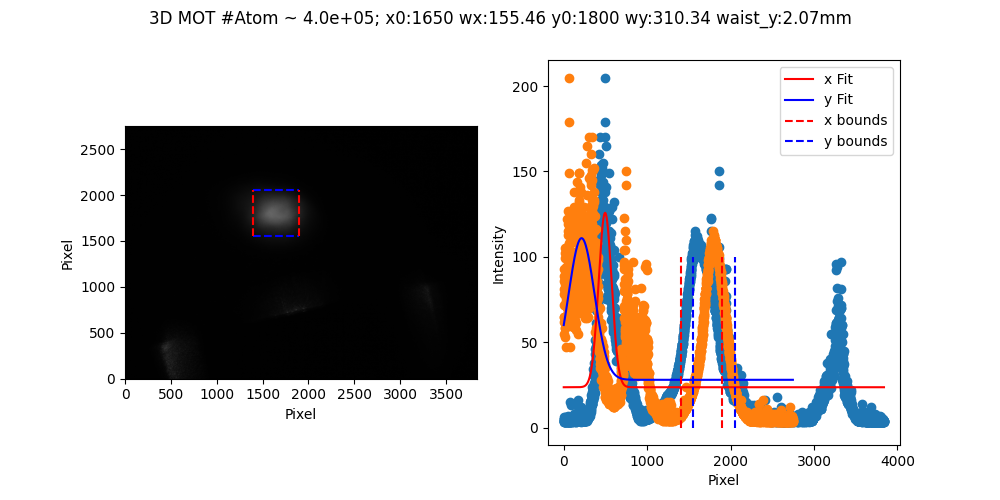 3D MOT #Atom ~ 4.0e+05; x0:1650 wx:155.46 y0:1800 wy:310.34 waist_y:2.07mm
2500
2000
1500
1000
500
0
Pixel
0 500 1000 1500 2000 2500 3000 3500
Pixel
200
150
100
50
0
Intensity
x Fit
y Fit
x bounds
y bounds
0 1000 2000 3000 4000
Pixel